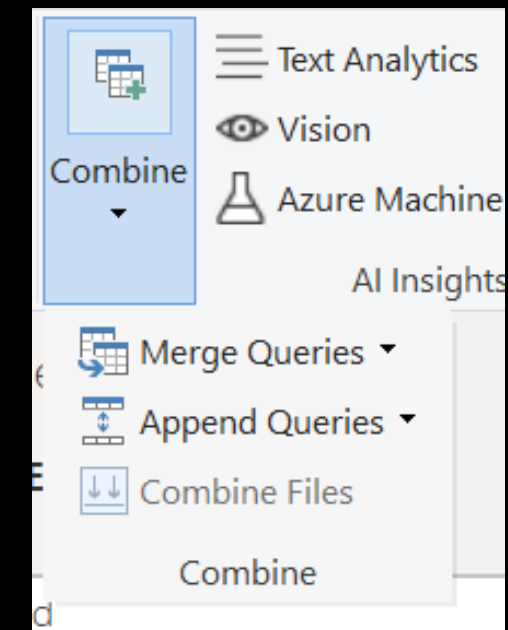 Combine
Text Analytics
Vision
Azure Machine
AI Insights
Merge Queries
Append Queries
Combine Files
Combine
d